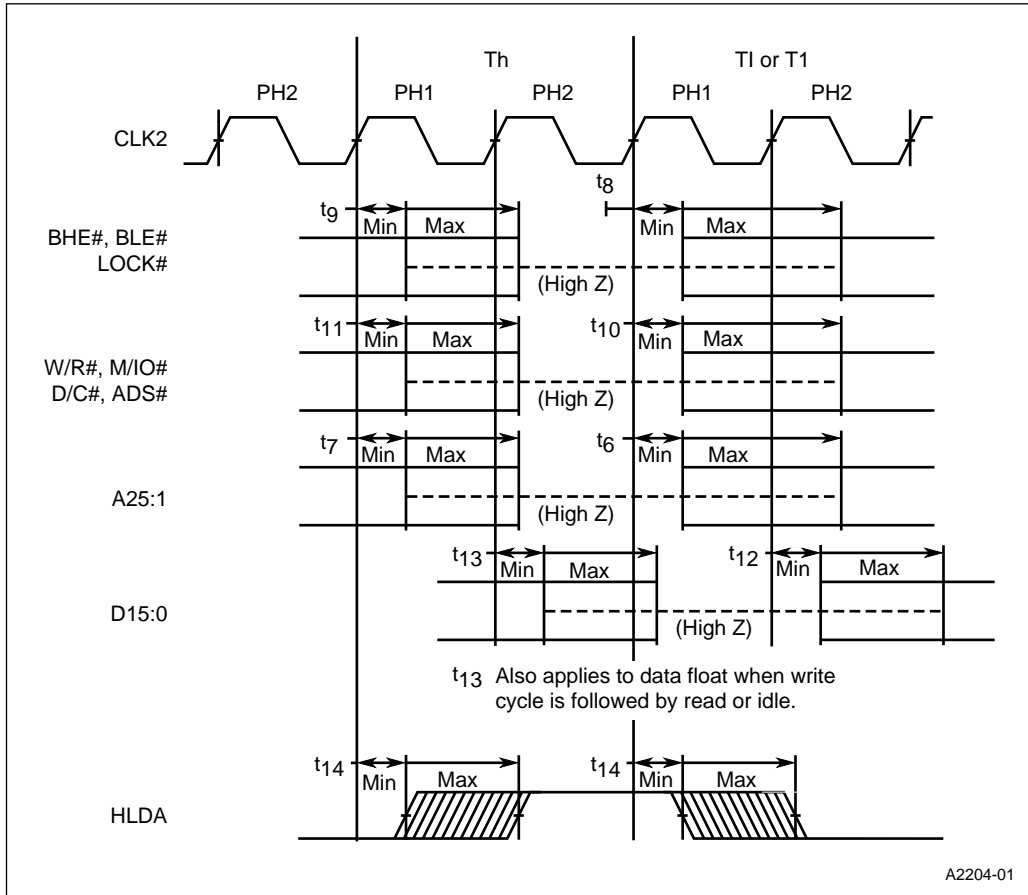 Th TI or T1
PH2 PH1 PH2 PH1 PH2
CLK2
t9 Min Max t8 Min Max
BHE#, BLE#
LOCK#
(High Z)
t11 Min Max t10 Min Max
W/R#, M/IO#
D/C#, ADS#
(High Z)
t7 Min Max t6 Min Max
A25:1
(High Z)
t13 Min Max t12 Min Max
D15:0
(High Z)
t13 Also applies to data float when write
cycle is followed by read or idle.
t14 Min Max t14 Min Max
HLDA
A2204-01